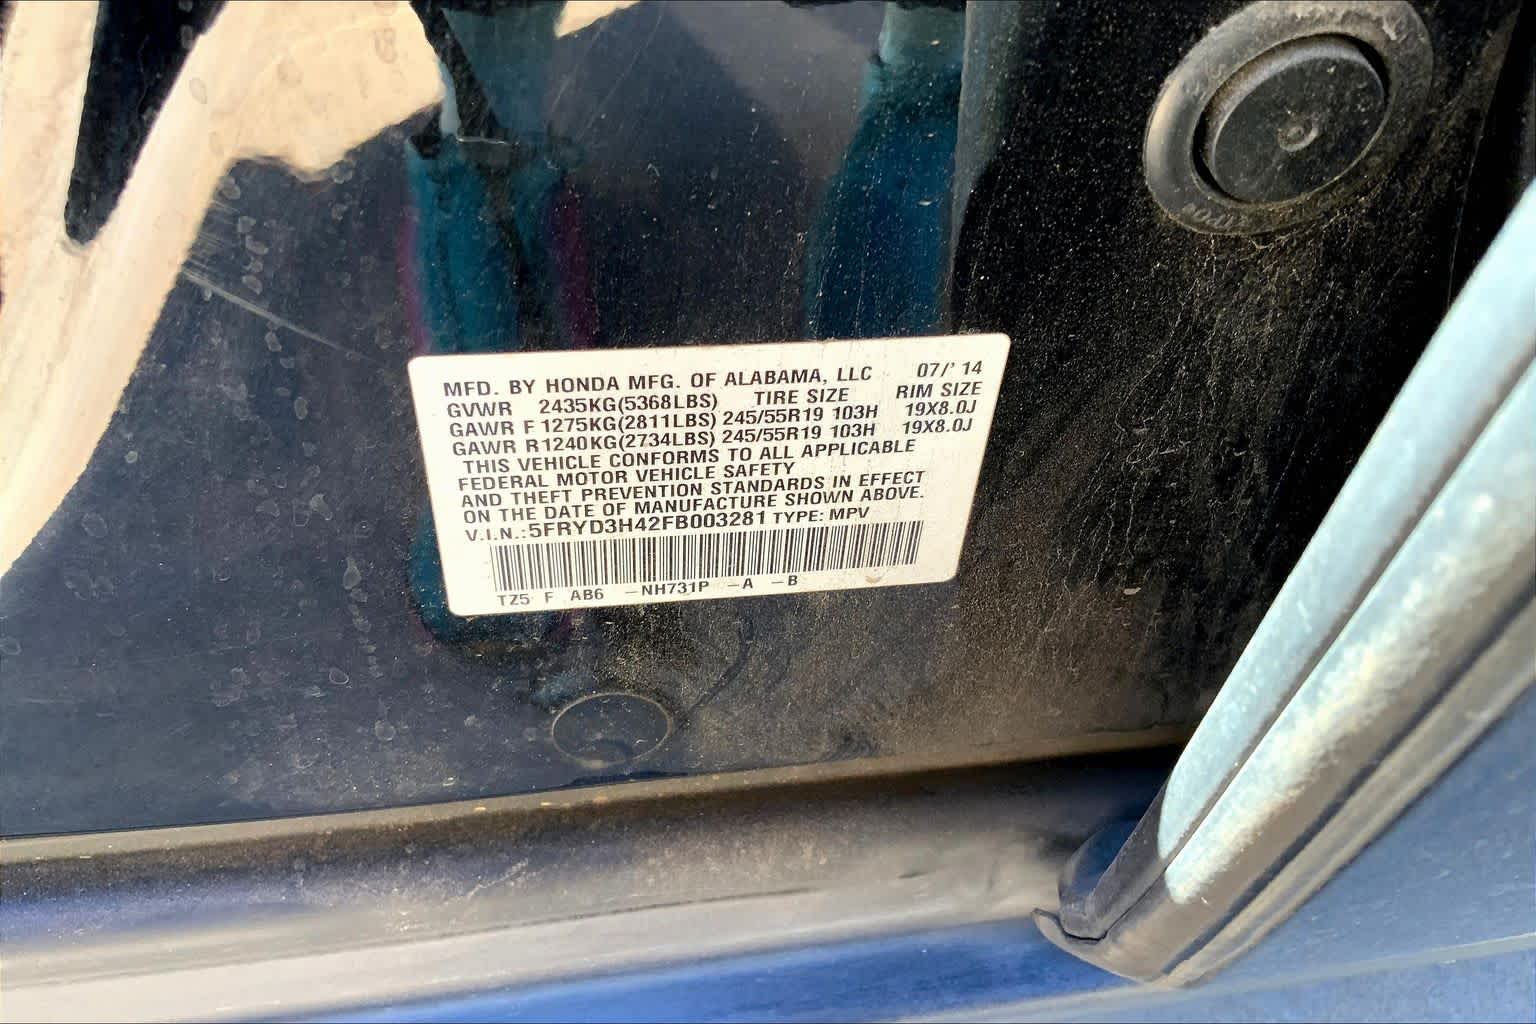 MFD. BY HONDA MFG. OF ALABAMA, LLC 07/' 14
GVWR 2435KG(5368LBS) TIRE SIZE RIM SIZE
GAWR F 1275KG(2811LBS) 245/55R19 103H 19X8.0J
GAWR R1240KG(2734LBS) 245/55R19 103H 19X8.0J
THIS VEHICLE CONFORMS TO ALL APPLICABLE
FEDERAL MOTOR VEHICLE SAFETY
AND THEFT PREVENTION STANDARDS IN EFFECT
ON THE DATE OF MANUFACTURE SHOWN ABOVE.
V.I.N.:5FRYD3H42FB003281 TYPE: MPV
TZ5 F AB6 –NH731P –A –B